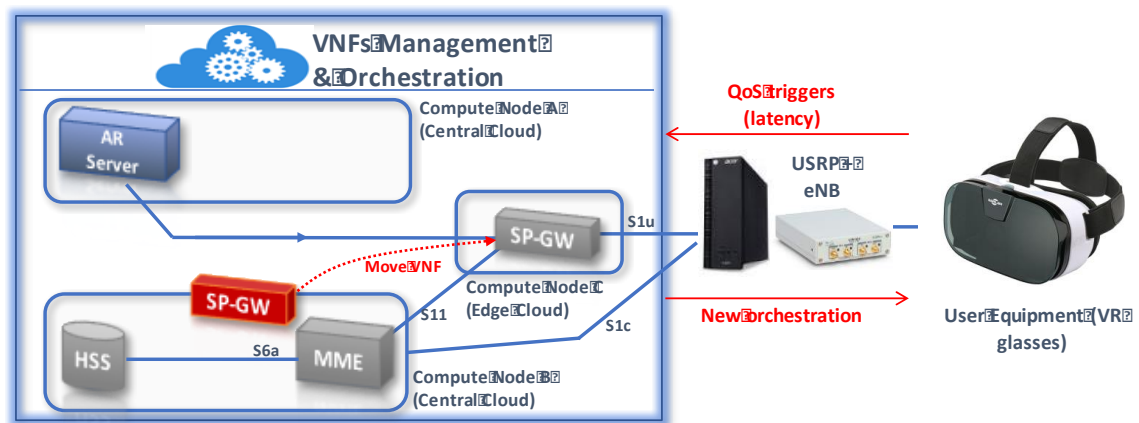 VNFs Management
& Orchestration
Compute Node A
(Central Cloud)
AR
Server
QoS triggers
(latency)
USRP +
eNB
S1u
SP-GW
Move VNF
SP-GW
Compute Node C
(Edge Cloud)
S11
S1c
New orchestration
User Equipment (VR
glasses)
HSS
S6a
MME
Compute Node B
(Central Cloud)